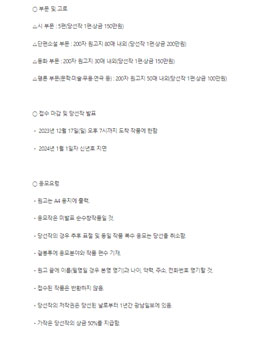 ○ 부문 및 고료
△시 부문 : 5편(당선작 1편·상금 150만원)
△단편소설 부문 : 200자 원고지 80매 내외 (당선작 1편·상금 200만원)
△동화 부문 : 200자 원고지 30매 내외(당선작 1편·상금 150만원)
△평론 부문(문학·미술·무용·연극 등) : 200자 원고지 50매 내외(당선작 1편·상금 100만원)
○ 접수 마감 및 당선작 발표
- 2023년 12월 17일(일) 오후 7시까지 도착 작품에 한함
- 2024년 1월 1일자 신년호 지면
○ 응모요령
- 원고는 A4 용지에 출력.
- 응모작은 미발표 순수창작품일 것.
- 당선작의 경우 추후 표절 및 동일 작품 복수 응모는 당선을 취소함.
- 겉봉투에 응모분야와 작품 편수 기재.
- 원고 끝에 이름(필명일 경우 본명 명기)과 나이, 약력, 주소, 전화번호 명기할 것.
- 접수된 작품은 반환하지 않음.
- 당선작의 저작권은 당선된 날로부터 1년간 광남일보에 있음.
- 가작은 당선작의 상금 50%를 지급함.